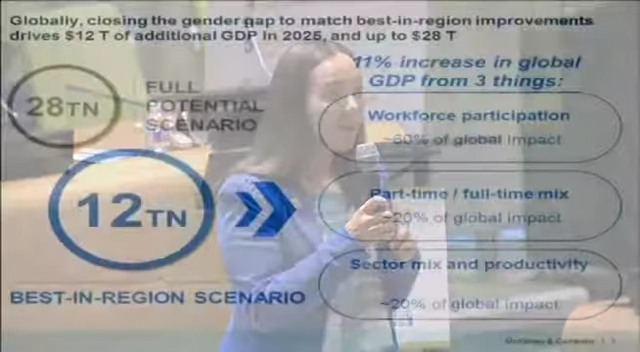 Globally, closing the gender gap to match best-in-region improvements
drives $12 T of additional GDP in 2025, and up to $28 T
28TN
FULL
POTENTIAL
SCENARIO
12TN
BEST-IN-REGION SCENARIO
11% increase in global
GDP from 3 things:
Workforce participation
~60% of global impact
Part-time / full-time mix
~20% of global impact
Sector mix and productivity
~20% of global impact
& Company